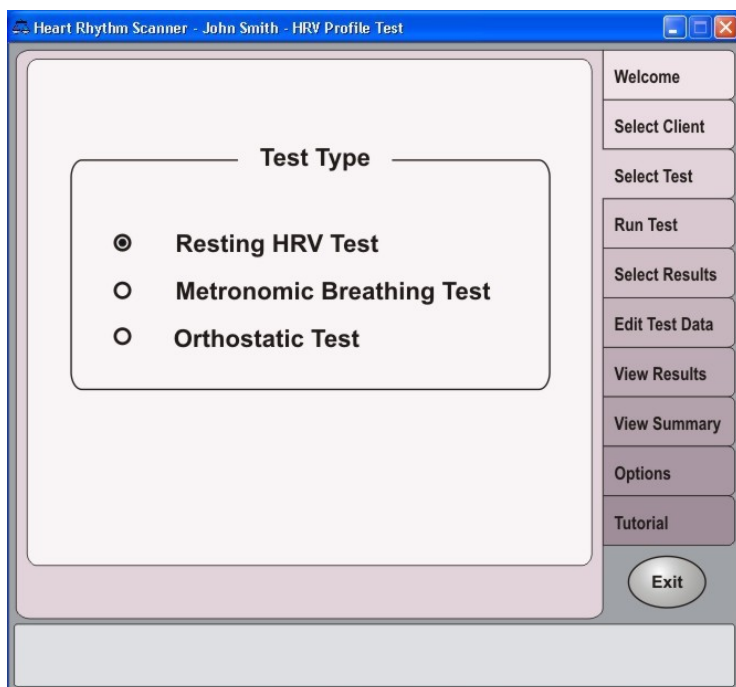 Heart Rhythm Scanner - John Smith - HRV Profile Test
Test Type
Resting HRV Test
Metronomic Breathing Test
Orthostatic Test
Welcome
Select Client
Select Test
Run Test
Select Results
Edit Test Data
View Results
View Summary
Options
Tutorial
Exit